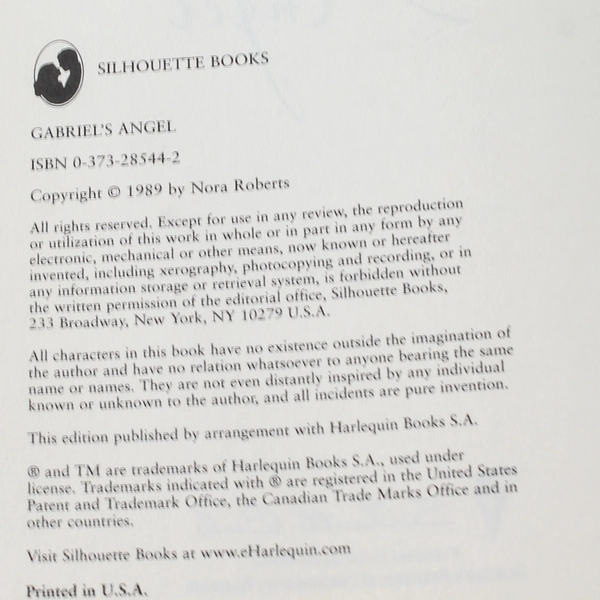 SILHOUETTE BOOKS
GABRIEL'S ANGEL
ISBN 0-373-28544-2
Copyright © 1989 by Nora Roberts
All rights reserved. Except for use in any review, the reproduction
or utilization of this work in whole or in part in any form by any
electronic, mechanical or other means, now known or hereafter
invented, including xerography, photocopying and recording, or in
any information storage or retrieval system, is forbidden without
the written permission of the editorial office, Silhouette Books,
233 Broadway, New York, NY 10279 U.S.A.
All characters in this book have no existence outside the imagination of
the author and have no relation whatsoever to anyone bearing the same
name or names. They are not even distantly inspired by any individual
known or unknown to the author, and all incidents are pure invention.
This edition published by arrangement with Harlequin Books S.A.
® and TM are trademarks of Harlequin Books S.A., used under
license. Trademarks indicated with ® are registered in the United States
Patent and Trademark Office, the Canadian Trade Marks Office and in
other countries.
Visit Silhouette Books at www.eHarlequin.com
Printed in U.S.A.